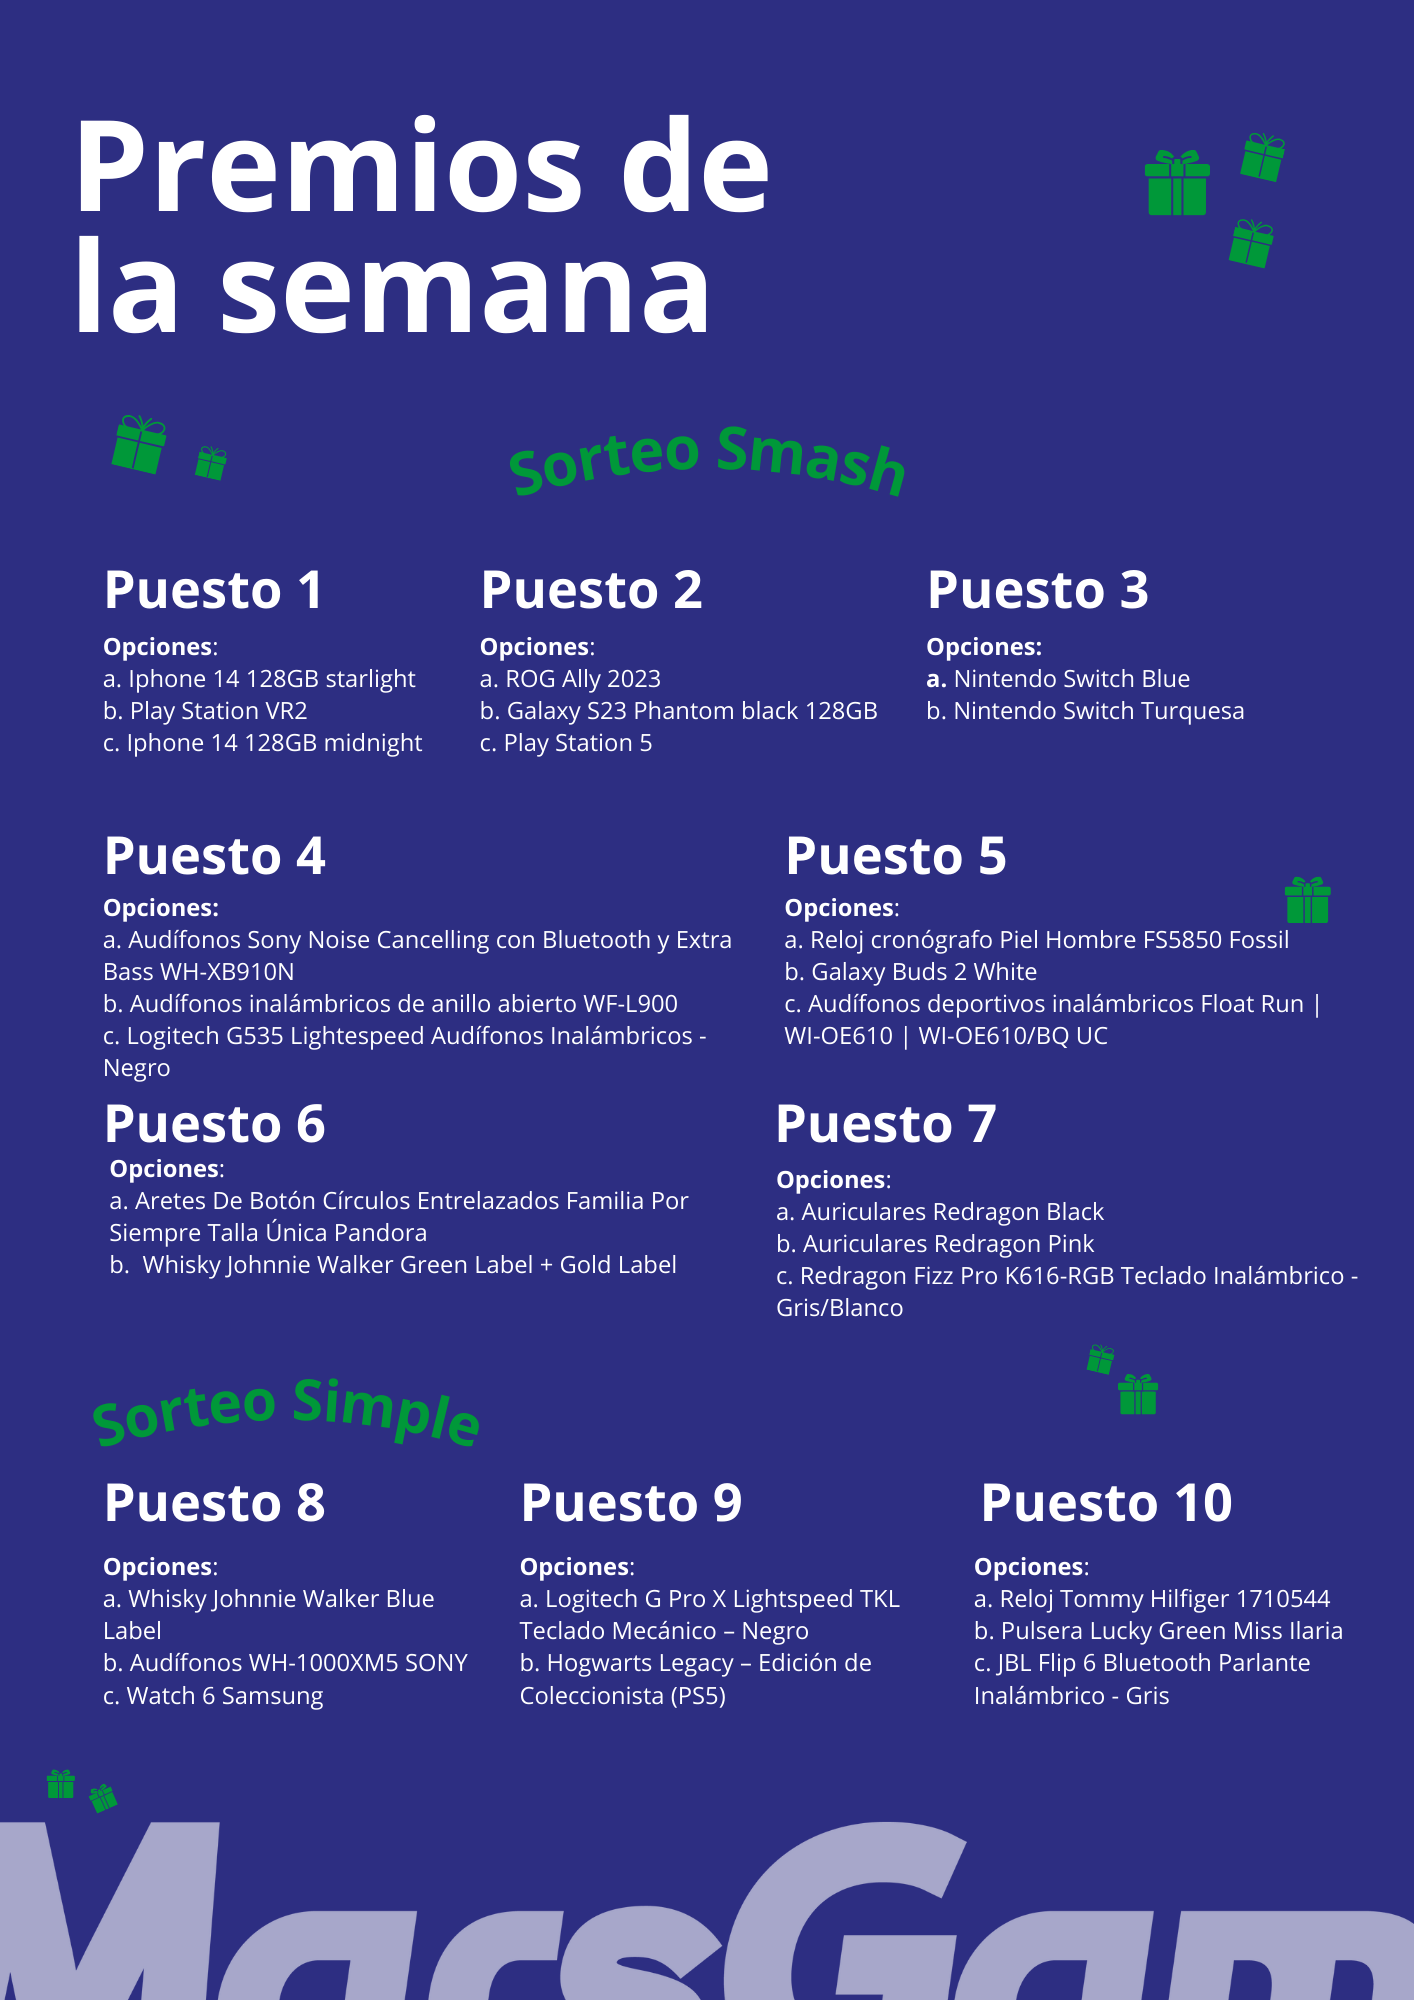 Premios de
la semana
Sorteo Smash
Puesto 1
Opciones:
a. Iphone 14 128GB starlight
b. Play Station VR2
c. Iphone 14 128GB midnight
Puesto 2
Opciones:
a. ROG Ally 2023
b. Galaxy S23 Phantom black 128GB
c. Play Station 5
Puesto 3
Opciones:
a. Nintendo Switch Blue
b. Nintendo Switch Turquesa
Puesto 4
Opciones:
a. Audífonos Sony Noise Cancelling con Bluetooth y Extra
Bass WH-XB910N
b. Audífonos inalámbricos de anillo abierto WF-L900
c. Logitech G535 Lightespeed Audífonos Inalámbricos -
Negro
Puesto 5
Opciones:
a. Reloj cronógrafo Piel Hombre FS5850 Fossil
b. Galaxy Buds 2 White
c. Audífonos deportivos inalámbricos Float Run |
WI-OE610 | WI-OE610/BQ UC
Puesto 6
Opciones:
a. Aretes De Botón Círculos Entrelazados Familia Por
Siempre Talla Única Pandora
b.  Whisky Johnnie Walker Green Label + Gold Label
Puesto 7
Opciones:
a. Auriculares Redragon Black
b. Auriculares Redragon Pink
c. Redragon Fizz Pro K616-RGB Teclado Inalámbrico -
Gris/Blanco
Sorteo Simple
Puesto 8
Opciones:
a. Whisky Johnnie Walker Blue
Label
b. Audífonos WH-1000XM5 SONY
c. Watch 6 Samsung
Puesto 9
Opciones:
a. Logitech G Pro X Lightspeed TKL
Teclado Mecánico – Negro
b. Hogwarts Legacy – Edición de
Coleccionista (PS5)
Puesto 10
Opciones:
a. Reloj Tommy Hilfiger 1710544
b. Pulsera Lucky Green Miss Ilaria
c. JBL Flip 6 Bluetooth Parlante
Inalámbrico - Gris
MarsGam